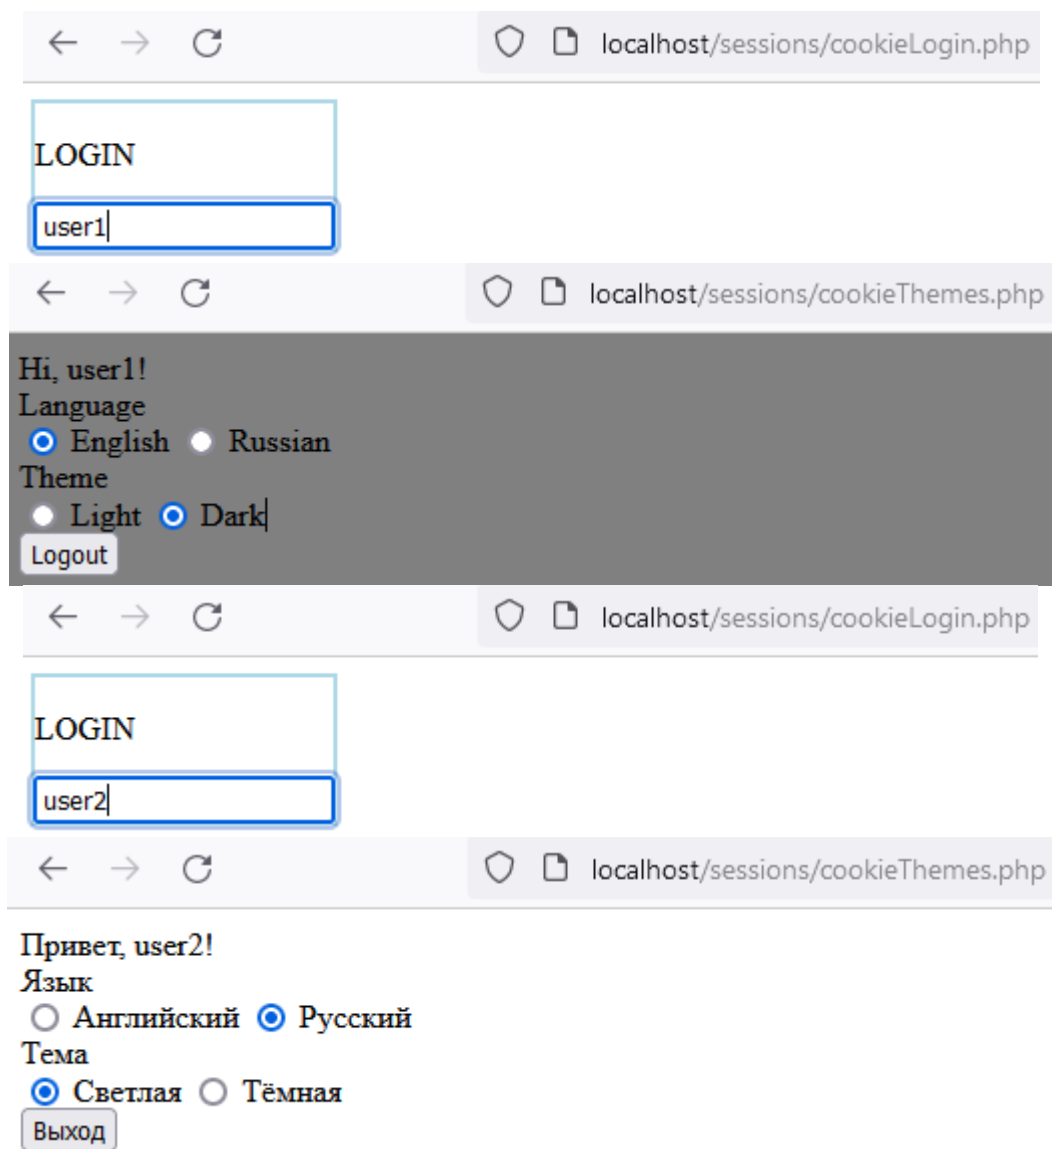 localhost/sessions/cookieLogin.php
LOGIN
user1
localhost/sessions/cookieThemes.php
Hi, user1!
Language
English Russian
Theme
Light Dark
Logout
localhost/sessions/cookieLogin.php
LOGIN
user2
localhost/sessions/cookieThemes.php
Привет, user2!
Язык
Английский Русский
Тема
Светлая Тёмная
Выход